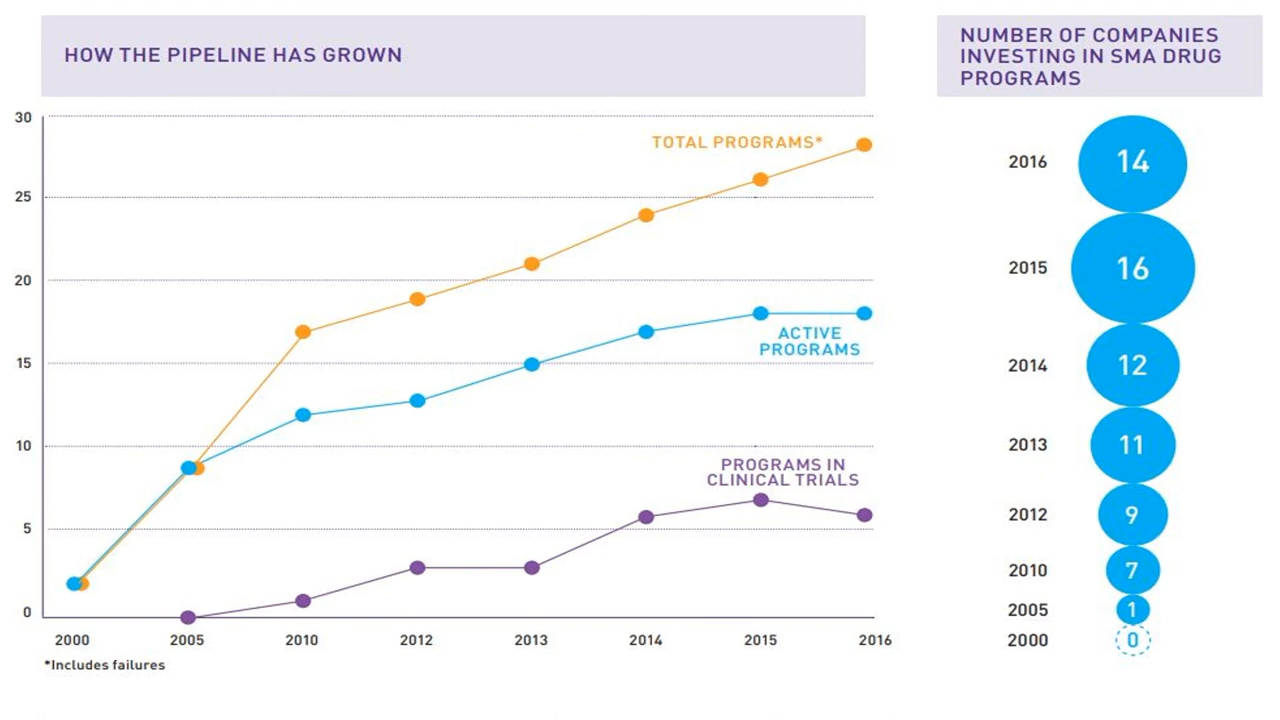 HOW THE PIPELINE HAS GROWN
30
25
20
15
10
5
0
TOTAL PROGRAMS*
ACTIVE
PROGRAMS
PROGRAMS IN
CLINICAL TRIALS
2000 2005 2010 2012 2013 2014 2015 2016
*Includes failures
NUMBER OF COMPANIES
INVESTING IN SMA DRUG
PROGRAMS
2016 14
2015 16
2014 12
2013 11
2012 9
2010 7
2005 1
2000 0